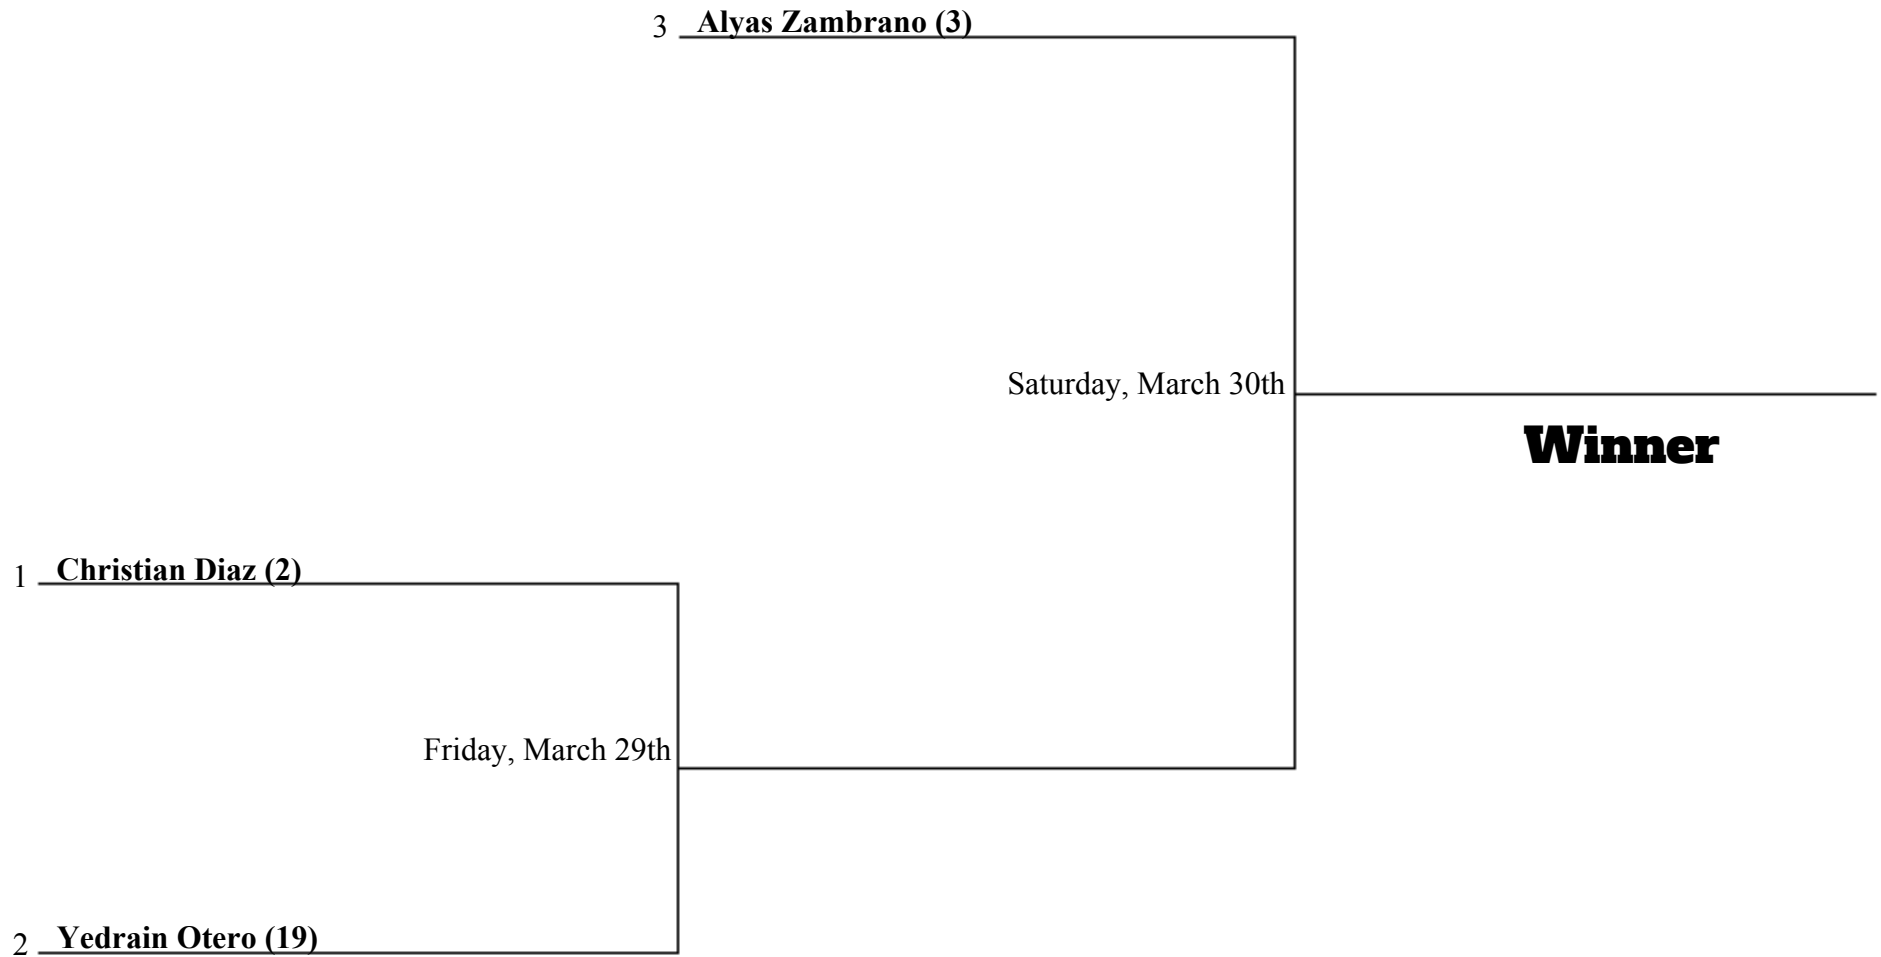 3 Alyas Zambrano (3)
Saturday, March 30th
Winner
1 Christian Diaz (2)
Friday, March 29th
2 Yedrain Otero (19)